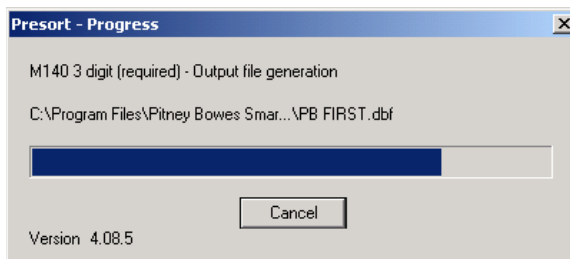 Presort - Progress
M140 3 digit (required) - Output file generation
C:\Program Files\Pitney Bowes Smar...\PB FIRST.dbf
Cancel
Version 4.08.5